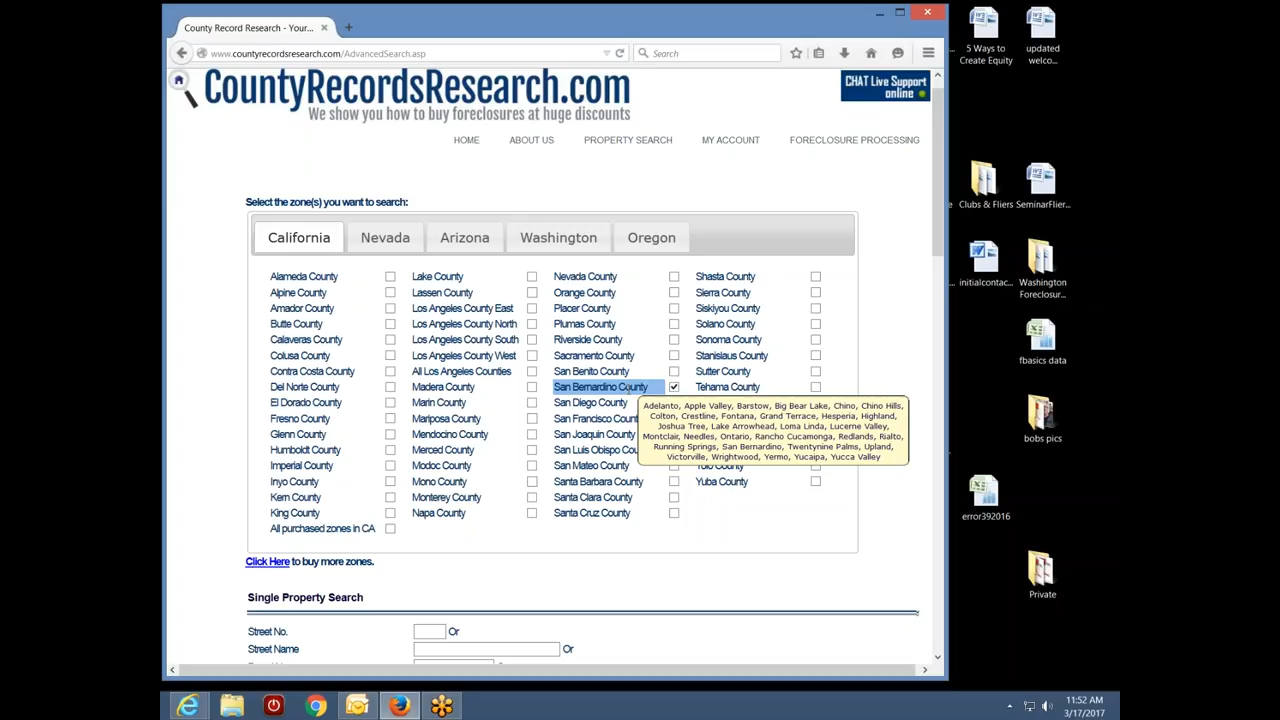 County Record Research - Your...
www.countyrecordsresearch.com/AdvancedSearch.asp
Search
CountyRecordsResearch.com
We show you how to buy foreclosures at huge discounts
CHAT Live Support
online
HOME
ABOUT US
PROPERTY SEARCH
MY ACCOUNT
FORECLOSURE PROCESSING
Select the zone(s) you want to search:
California
Nevada
Arizona
Washington
Oregon
Alameda County
Alpine County
Amador County
Butte County
Calaveras County
Colusa County
Contra Costa County
Del Norte County
El Dorado County
Fresno County
Glenn County
Humboldt County
Imperial County
Inyo County
Kern County
King County
All purchased zones in CA
Lake County
Lassen County
Los Angeles County East
Los Angeles County North
Los Angeles County South
Los Angeles County West
All Los Angeles Counties
Madera County
Marin County
Mariposa County
Mendocino County
Merced County
Modoc County
Mono County
Monterey County
Napa County
Nevada County
Orange County
Placer County
Plumas County
Riverside County
Sacramento County
San Benito County
San Bernardino County
San Diego County
San Francisco Count
San Joaquin County
San Luis Obispo Cou
San Mateo County
Santa Barbara County
Santa Clara County
Santa Cruz County
Shasta County
Sierra County
Siskiyou County
Solano County
Sonoma County
Stanislaus County
Sutter County
Tehama County
Yolo County
Yuba County
Adelanto, Apple Valley, Barstow, Big Bear Lake, Chino, Chino Hills,
Colton, Crestline, Fontana, Grand Terrace, Hesperia, Highland,
Joshua Tree, Lake Arrowhead, Loma Linda, Lucerne Valley,
Montclair, Needles, Ontario, Rancho Cucamonga, Redlands, Rialto,
Running Springs, San Bernardino, Twentynine Palms, Upland,
Victorville, Wrightwood, Yermo, Yucaipa, Yucca Valley
Click Here to buy more zones.
Single Property Search
Street No.
Or
Street Name
Or
5 Ways to
Create Equity
updated
welco...
Clubs & Fliers
SeminarFlier...
initialcontac...
Washington
Foreclosur...
fbasics data
bobs pics
error392016
Private
11:52 AM
3/17/2017